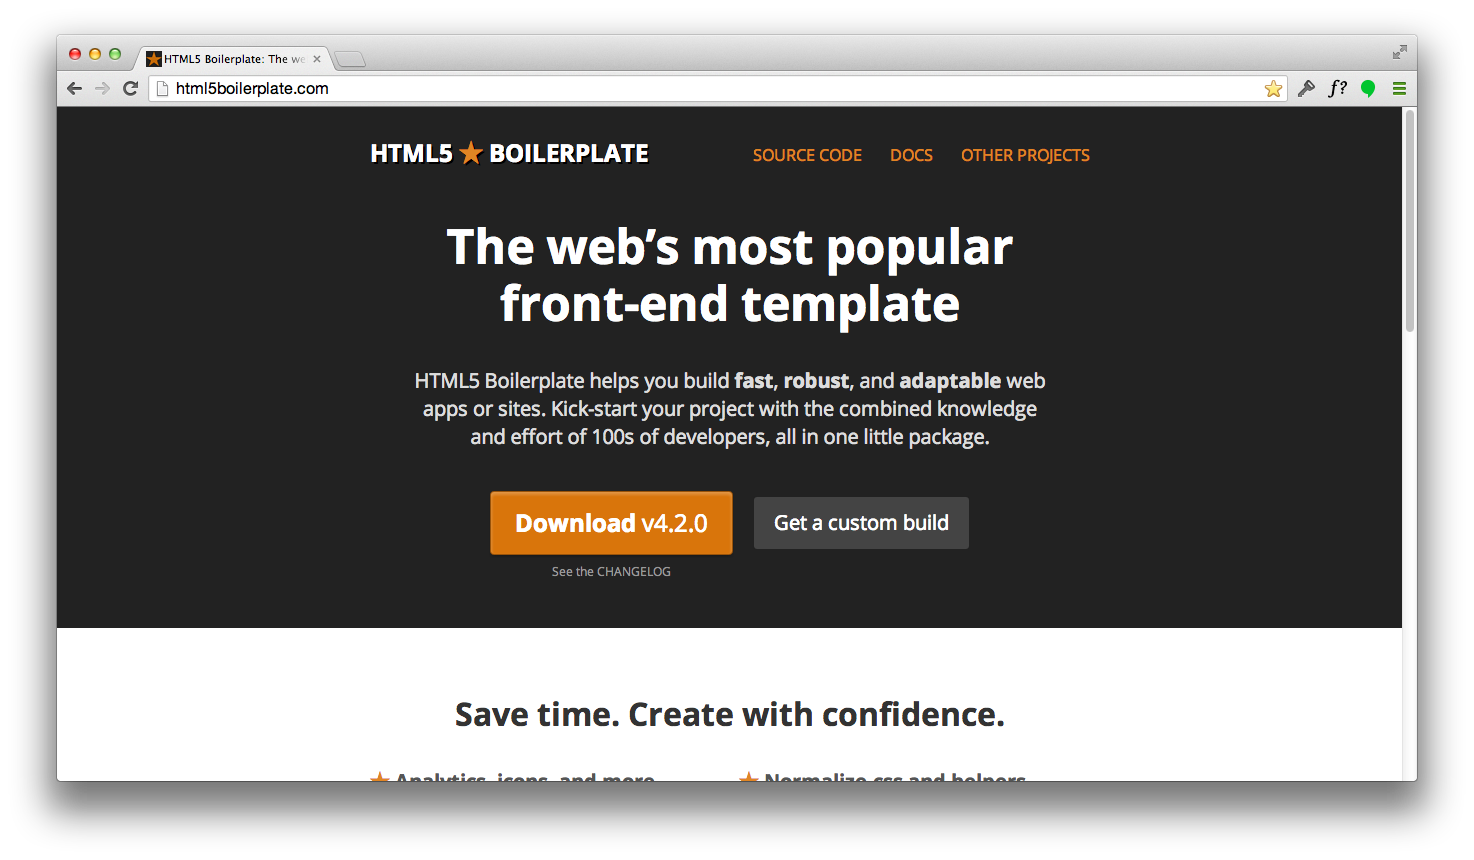 HTML5 Boilerplate: The we
html5boilerplate.com
f?
HTML5 ★ BOILERPLATE
SOURCE CODE DOCS OTHER PROJECTS
The web’s most popular
front-end template
HTML5 Boilerplate helps you build fast, robust, and adaptable web
apps or sites. Kick-start your project with the combined knowledge
and effort of 100s of developers, all in one little package.
Download v4.2.0
Get a custom build
See the CHANGELOG
Save time. Create with confidence.
★ Analytics, icons, and more
★ Normalize.css and helpers